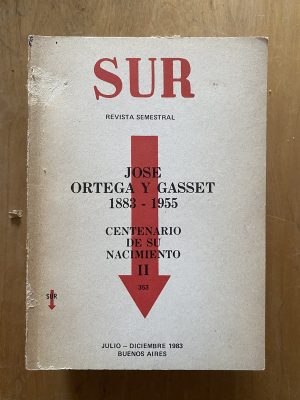 SUR
REVISTA SEMESTRAL
JOSE
ORTEGA Y GASSET
1883 - 1955
CENTENARIO
DE SU
NACIMIENTO
II
353
SUR
JULIO - DICIEMBRE 1983
BUENOS AIRES